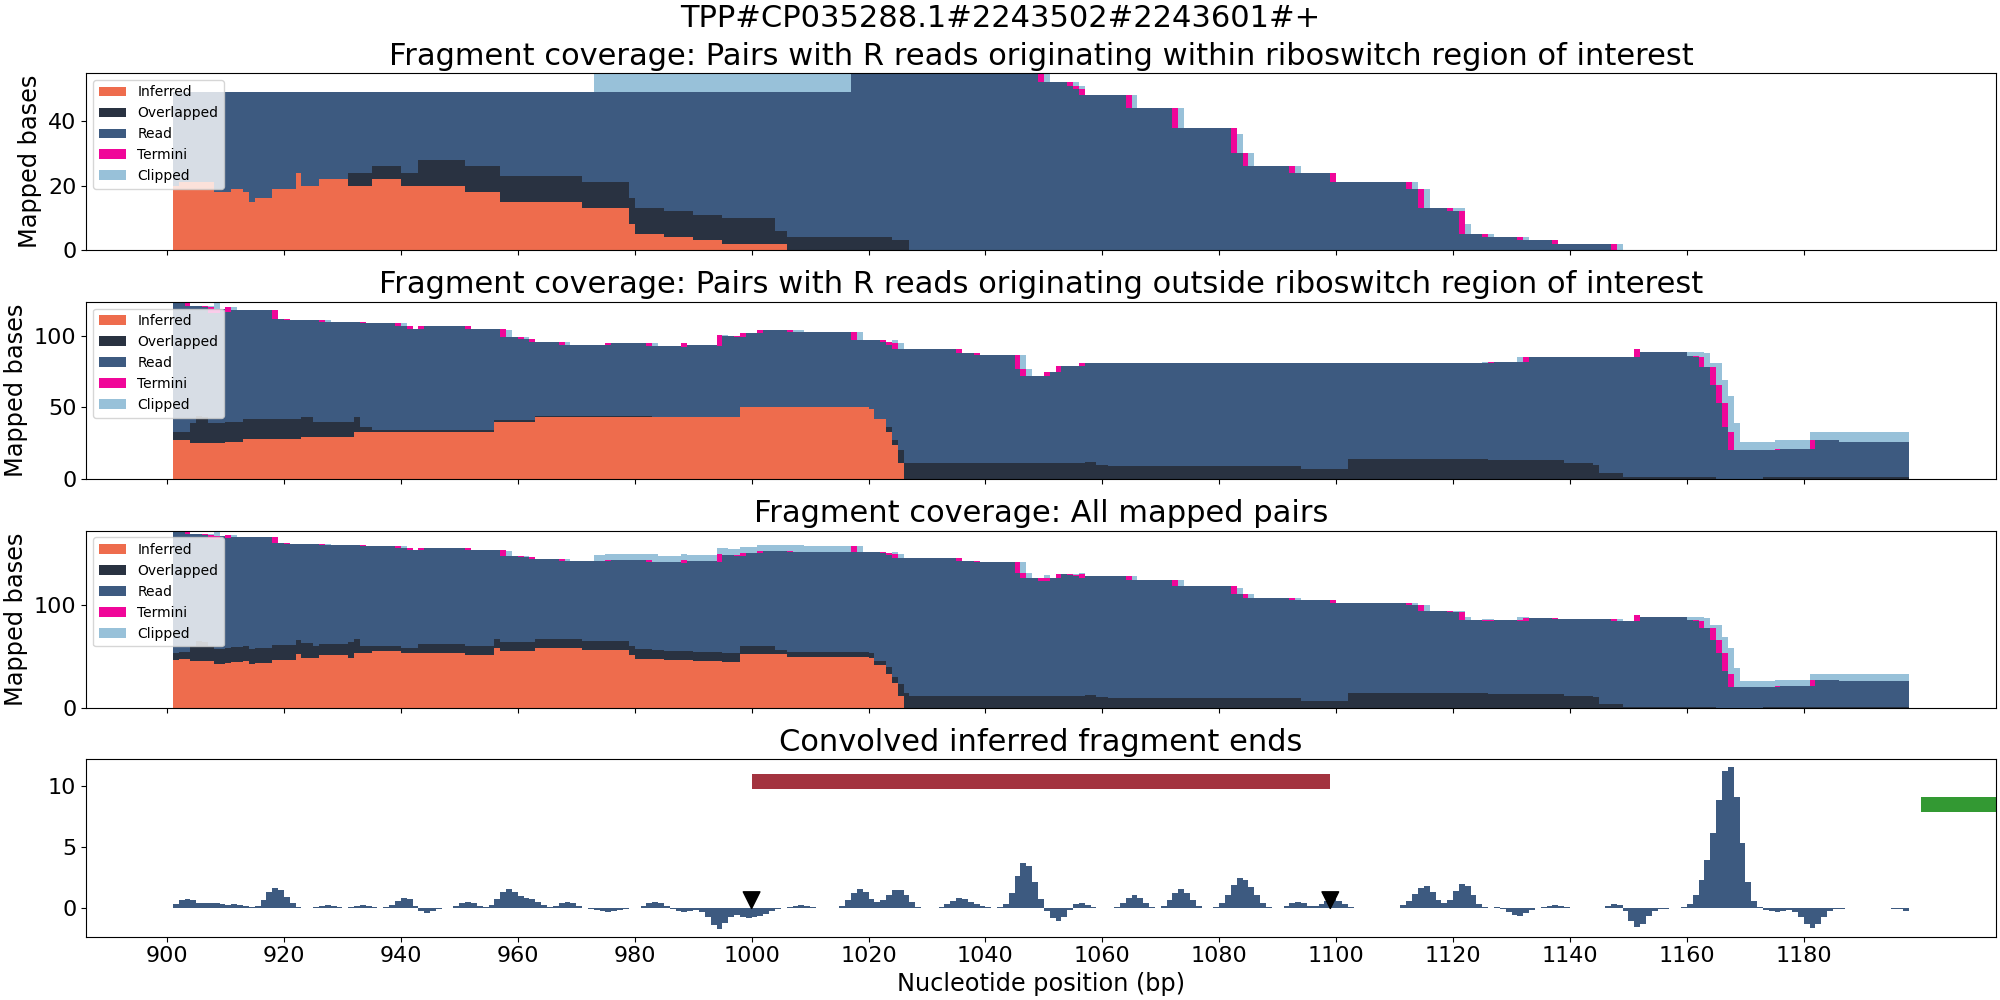 TPP#CP035288.1#2243502#2243601#+
Fragment coverage: Pairs with R reads originating within riboswitch region of interest
Mapped bases
40
20
0
Inferred
Overlapped
Read
Termini
Clipped
Fragment coverage: Pairs with R reads originating outside riboswitch region of interest
Mapped bases
100
50
0
Inferred
Overlapped
Read
Termini
Clipped
Fragment coverage: All mapped pairs
Mapped bases
100
0
Inferred
Overlapped
Read
Termini
Clipped
Convolved inferred fragment ends
10
5
0
900 920 940 960 980 1000 1020 1040 1060 1080 1100 1120 1140 1160 1180
Nucleotide position (bp)